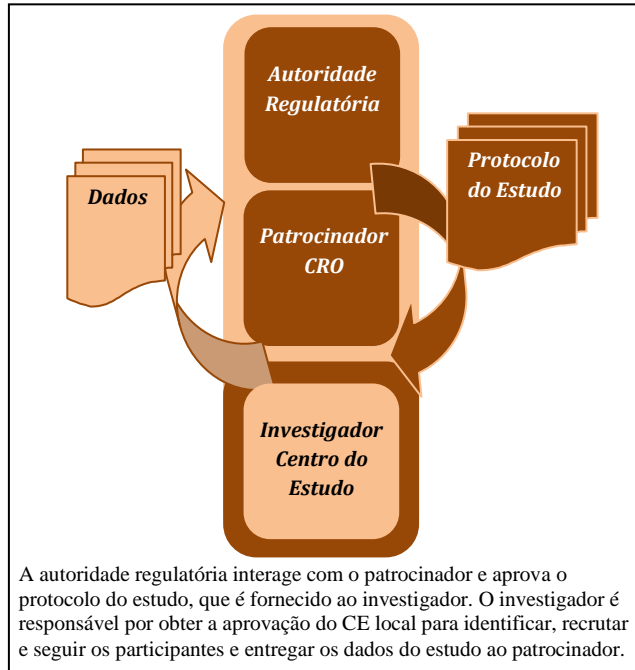 Autoridade
Regulatória
Dados
Protocolo
do Estudo
Patrocinador
CRO
Investigador
Centro do
Estudo
A autoridade regulatória interage com o patrocinador e aprova o
protocolo do estudo, que é fornecido ao investigador. O investigador é
responsável por obter a aprovação do CE local para identificar, recrutar
e seguir os participantes e entregar os dados do estudo ao patrocinador.